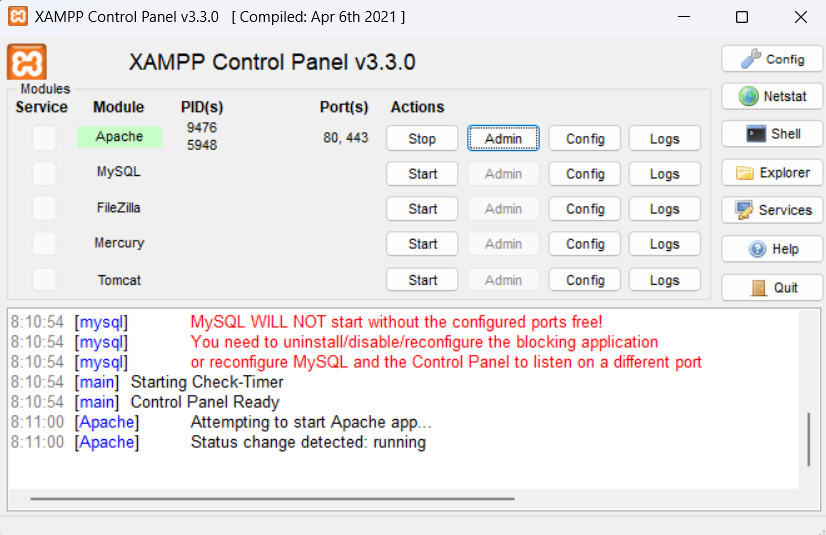 XAMPP Control Panel v3.3.0 [ Compiled: Apr 6th 2021 ]
XAMPP Control Panel v3.3.0
Config
Modules
Service Module PID(s) Port(s) Actions
Netstat
Apache 9476 5948 80, 443 Stop Admin Config Logs
Shell
MySQL Start Admin Config Logs
Explorer
FileZilla Start Admin Config Logs
Services
Mercury Start Admin Config Logs
Help
Tomcat Start Admin Config Logs
Quit
8:10:54 [mysql] MySQL WILL NOT start without the configured ports free!
8:10:54 [mysql] You need to uninstall/disable/reconfigure the blocking application
8:10:54 [mysql] or reconfigure MySQL and the Control Panel to listen on a different port
8:10:54 [main] Starting Check-Timer
8:10:54 [main] Control Panel Ready
8:11:00 [Apache] Attempting to start Apache app...
8:11:00 [Apache] Status change detected: running